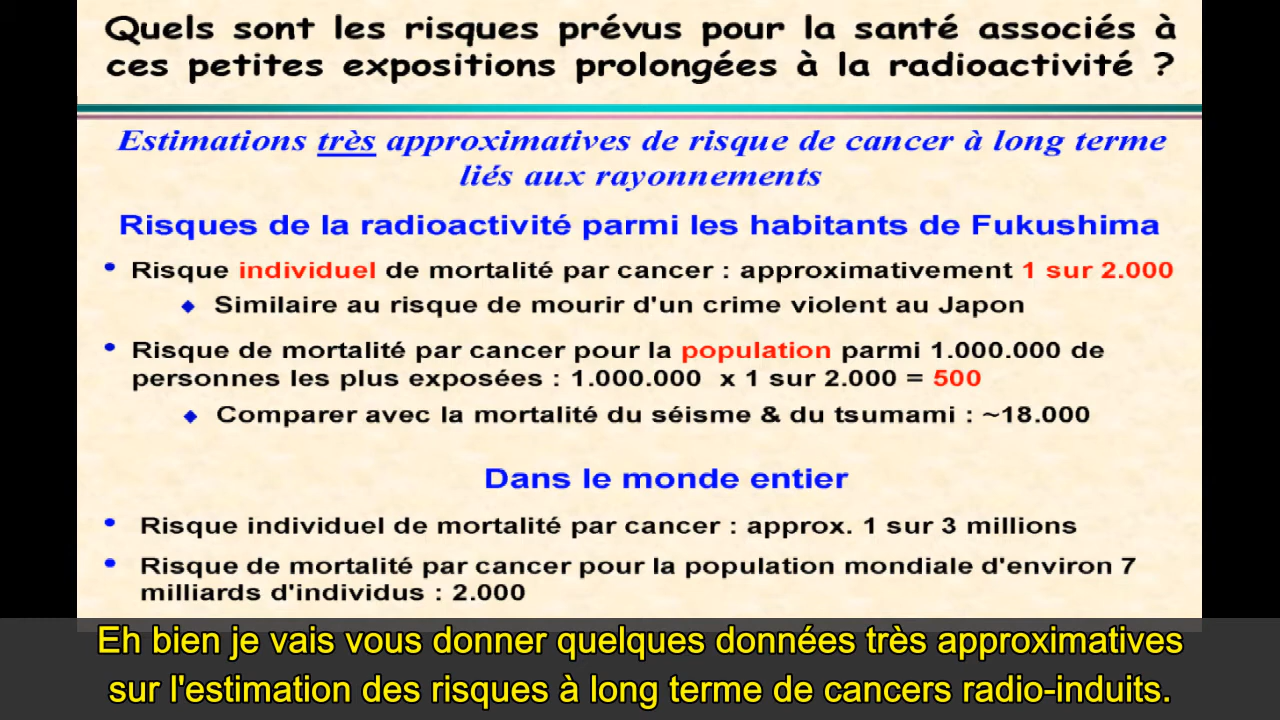 Quels sont les risques prévus pour la santé associés à
ces petites expositions prolongées à la radioactivité ?
Estimations très approximatives de risque de cancer à long terme
liés aux rayonnements
Risques de la radioactivité parmi les habitants de Fukushima
• Risque individuel de mortalité par cancer : approximativement 1 sur 2.000
◆ Similaire au risque de mourir d'un crime violent au Japon
• Risque de mortalité par cancer pour la population parmi 1.000.000 de
personnes les plus exposées : 1.000.000 x 1 sur 2.000 = 500
◆ Comparer avec la mortalité du séisme & du tsumami : ~18.000
Dans le monde entier
• Risque individuel de mortalité par cancer : approx. 1 sur 3 millions
• Risque de mortalité par cancer pour la population mondiale d'environ 7
milliards d'individus : 2.000
Eh bien je vais vous donner quelques données très approximatives
sur l'estimation des risques à long terme de cancers radio-induits.